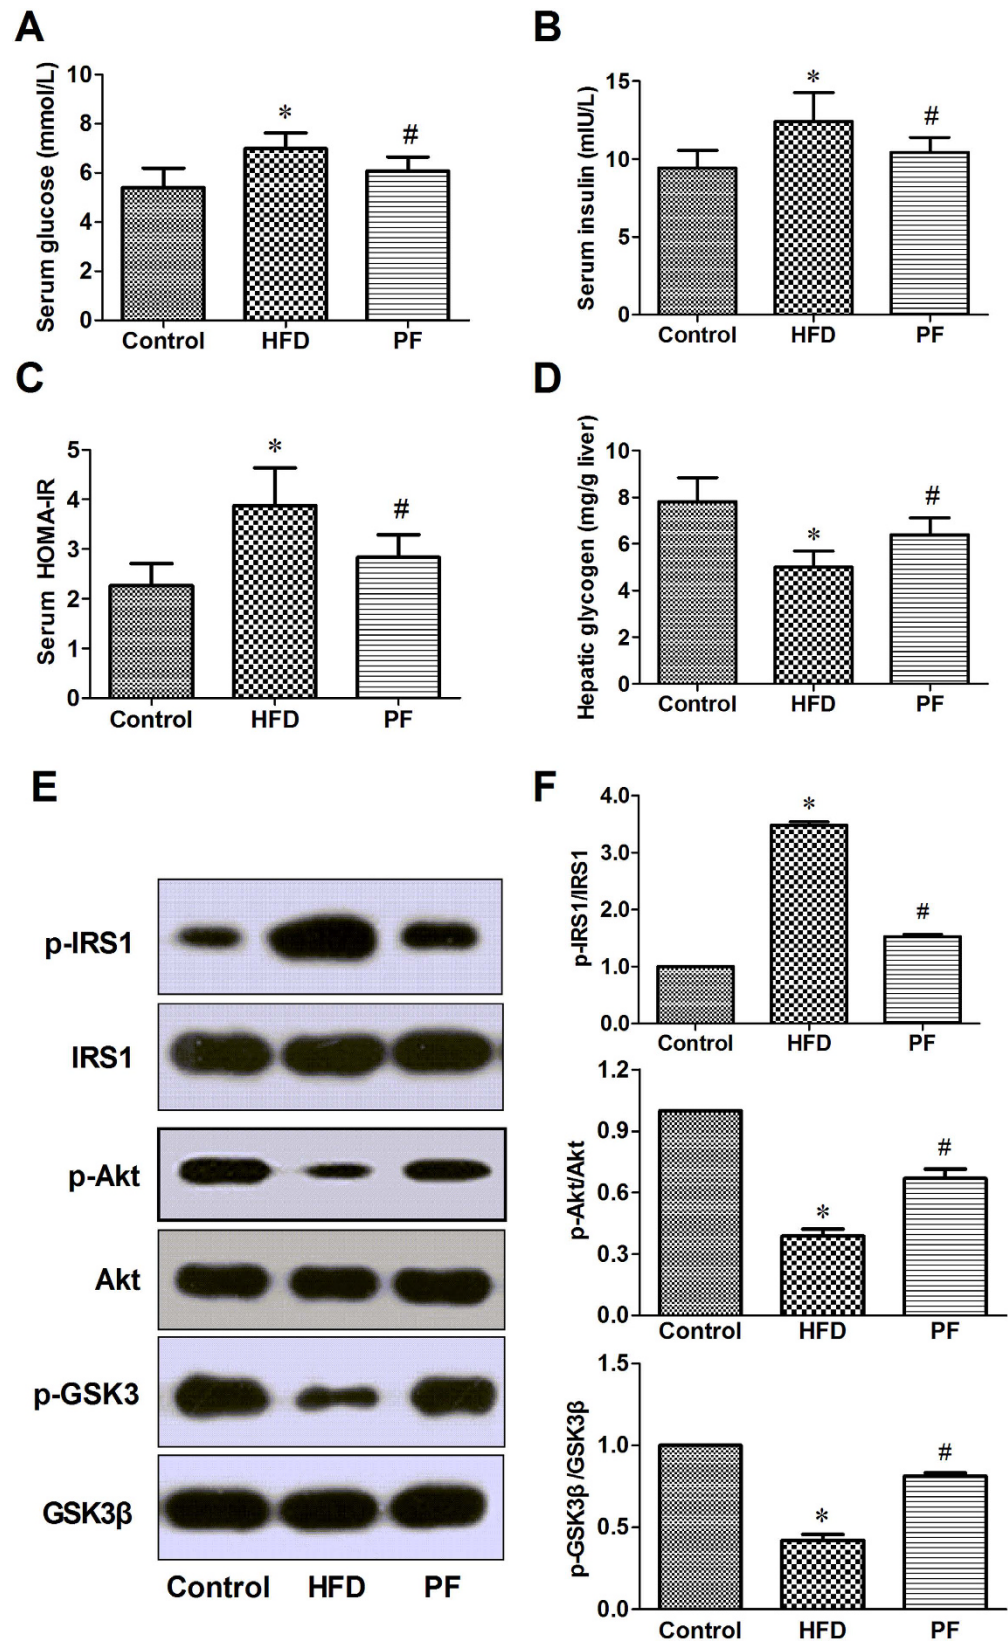 A
Serum glucose (mmol/L)
10
8
6
4
2
0
*
#
Control HFD PF
B
Serum insulin (mIU/L)
15
10
5
0
*
#
Control HFD PF
C
Serum HOMA-IR
5
4
3
2
1
0
*
#
Control HFD PF
D
Hepatic glycogen (mg/g liver)
10
8
6
4
2
0
*
#
Control HFD PF
E
p-IRS1
IRS1
p-Akt
Akt
p-GSK3
GSK3β
Control HFD PF
F
p-IRS1/IRS1
4.0
3.0
2.0
1.0
0.0
*
#
Control HFD PF
p-Akt/Akt
1.2
0.9
0.6
0.3
0.0
*
#
Control HFD PF
p-GSK3β /GSK3β
1.5
1.0
0.5
0.0
*
#
Control HFD PF